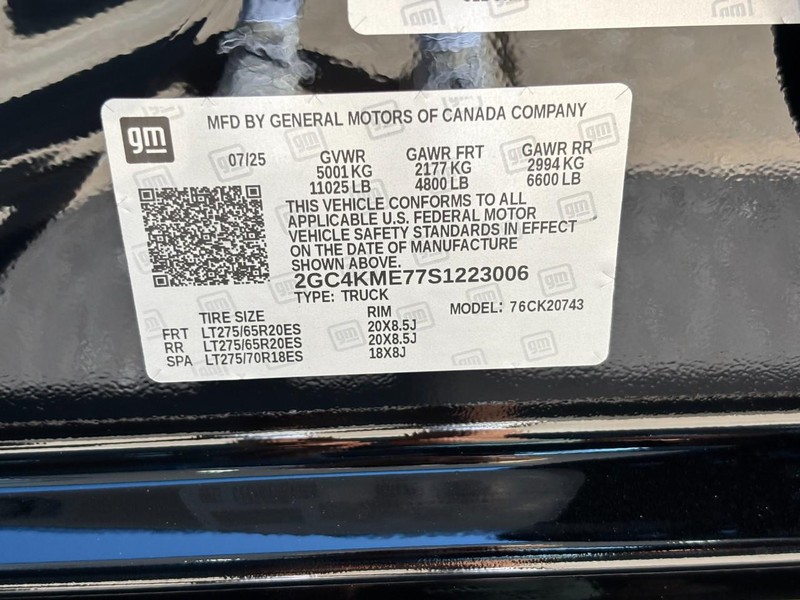 gm
MFD BY GENERAL MOTORS OF CANADA COMPANY
07/25 GVWR GAWR FRT GAWR RR
5001 KG 2177 KG 2994 KG
11025 LB 4800 LB 6600 LB
THIS VEHICLE CONFORMS TO ALL
APPLICABLE U.S. FEDERAL MOTOR
VEHICLE SAFETY STANDARDS IN EFFECT
ON THE DATE OF MANUFACTURE
SHOWN ABOVE.
2GC4KME77S1223006
TYPE: TRUCK MODEL: 76CK20743
TIRE SIZE RIM
FRT LT275/65R20ES 20X8.5J
RR LT275/65R20ES 20X8.5J
SPA LT275/70R18ES 18X8J